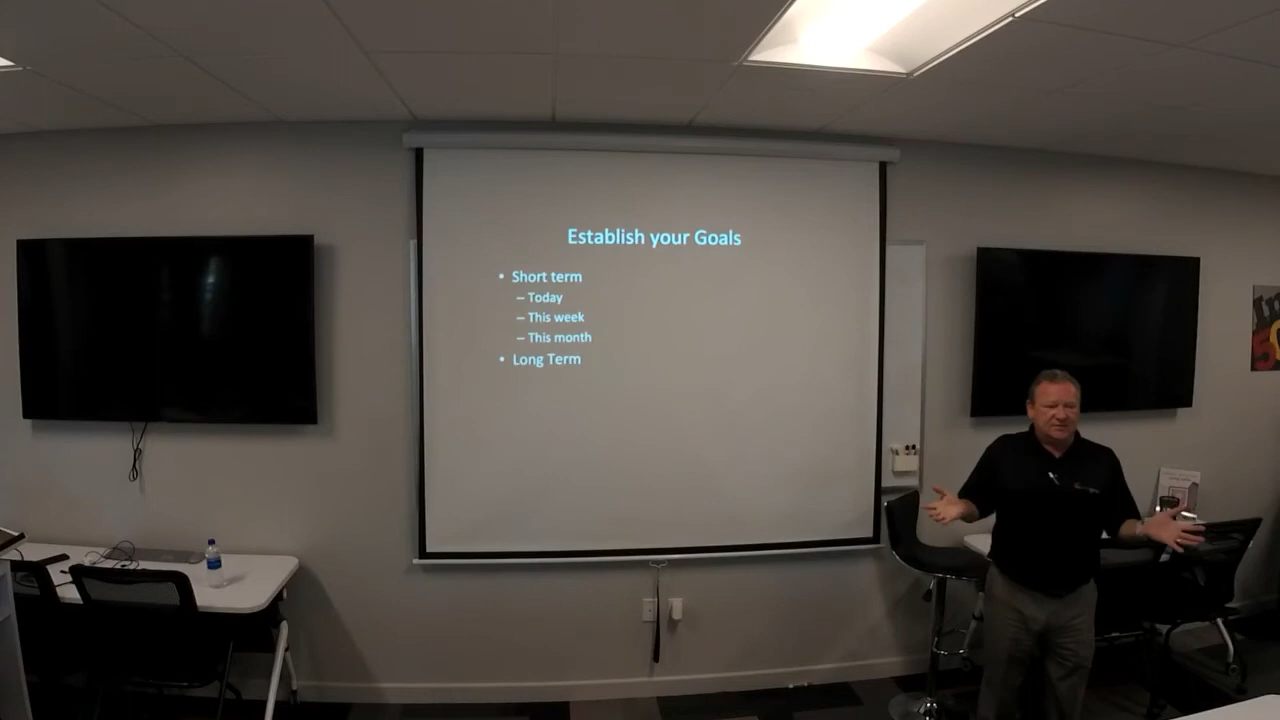 Establish your Goals
• Short term
– Today
– This week
– This month
• Long Term